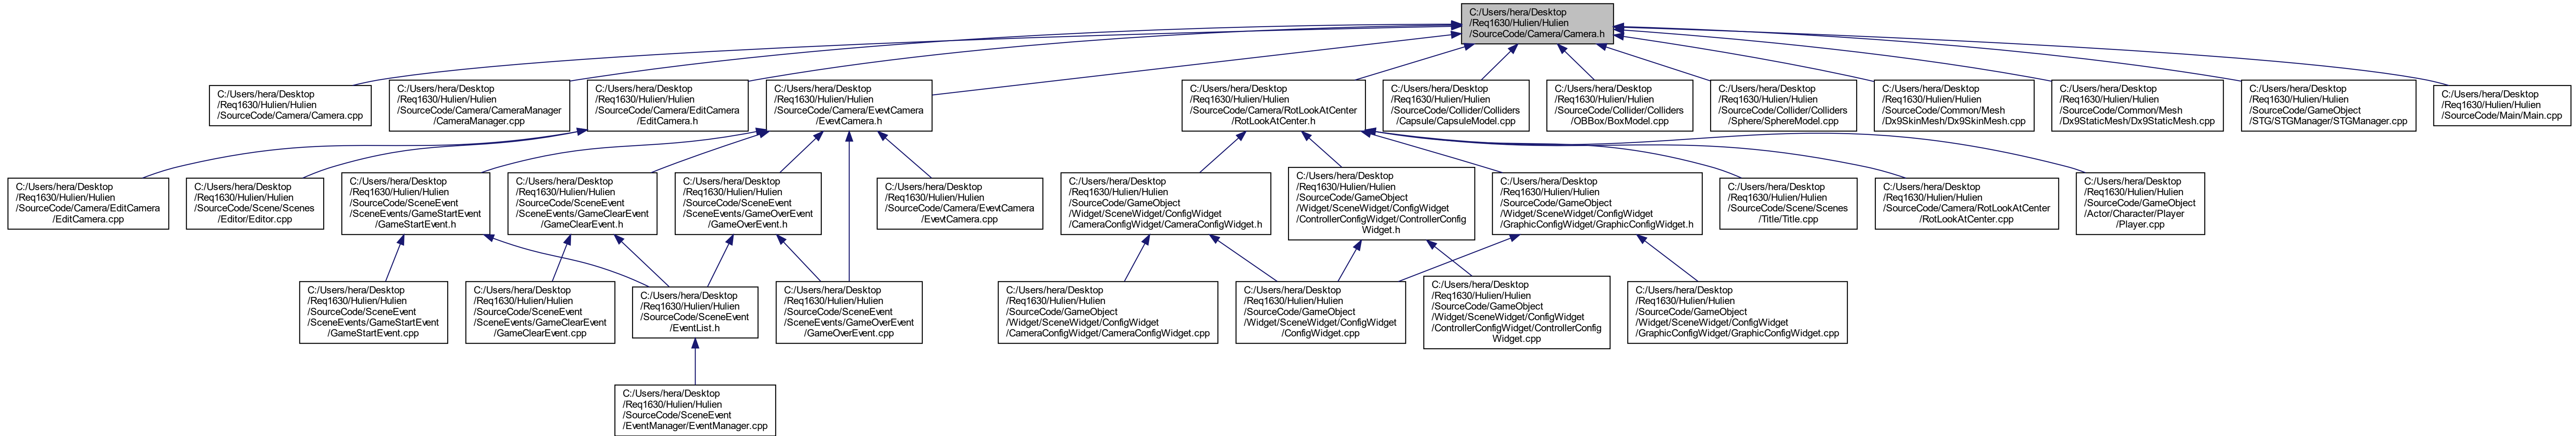 C:/Users/hera/Desktop
/Req1630/Hulien/Hulien
/SourceCode/Camera/Camera.h
C:/Users/hera/Desktop
/Req1630/Hulien/Hulien
/SourceCode/Camera/Camera.cpp
C:/Users/hera/Desktop
/Req1630/Hulien/Hulien
/SourceCode/Camera/CameraManager
/CameraManager.cpp
C:/Users/hera/Desktop
/Req1630/Hulien/Hulien
/SourceCode/Camera/EditCamera
/EditCamera.h
C:/Users/hera/Desktop
/Req1630/Hulien/Hulien
/SourceCode/Camera/EvevtCamera
/EvevtCamera.h
C:/Users/hera/Desktop
/Req1630/Hulien/Hulien
/SourceCode/Camera/RotLookAtCenter
/RotLookAtCenter.h
C:/Users/hera/Desktop
/Req1630/Hulien/Hulien
/SourceCode/Collider/Colliders
/Capsule/CapsuleModel.cpp
C:/Users/hera/Desktop
/Req1630/Hulien/Hulien
/SourceCode/Collider/Colliders
/OBBox/BoxModel.cpp
C:/Users/hera/Desktop
/Req1630/Hulien/Hulien
/SourceCode/Collider/Colliders
/Sphere/SphereModel.cpp
C:/Users/hera/Desktop
/Req1630/Hulien/Hulien
/SourceCode/Common/Mesh
/Dx9SkinMesh/Dx9SkinMesh.cpp
C:/Users/hera/Desktop
/Req1630/Hulien/Hulien
/SourceCode/Common/Mesh
/Dx9StaticMesh/Dx9StaticMesh.cpp
C:/Users/hera/Desktop
/Req1630/Hulien/Hulien
/SourceCode/GameObject
/STG/STGManager/STGManager.cpp
C:/Users/hera/Desktop
/Req1630/Hulien/Hulien
/SourceCode/Main/Main.cpp
C:/Users/hera/Desktop
/Req1630/Hulien/Hulien
/SourceCode/Camera/EditCamera
/EditCamera.cpp
C:/Users/hera/Desktop
/Req1630/Hulien/Hulien
/SourceCode/Scene/Scenes
/Editor/Editor.cpp
C:/Users/hera/Desktop
/Req1630/Hulien/Hulien
/SourceCode/SceneEvent
/SceneEvents/GameStartEvent
/GameStartEvent.h
C:/Users/hera/Desktop
/Req1630/Hulien/Hulien
/SourceCode/SceneEvent
/SceneEvents/GameClearEvent
/GameClearEvent.h
C:/Users/hera/Desktop
/Req1630/Hulien/Hulien
/SourceCode/SceneEvent
/SceneEvents/GameOverEvent
/GameOverEvent.h
C:/Users/hera/Desktop
/Req1630/Hulien/Hulien
/SourceCode/Camera/EvevtCamera
/EvevtCamera.cpp
C:/Users/hera/Desktop
/Req1630/Hulien/Hulien
/SourceCode/GameObject
/Widget/SceneWidget/ConfigWidget
/CameraConfigWidget/CameraConfigWidget.h
C:/Users/hera/Desktop
/Req1630/Hulien/Hulien
/SourceCode/GameObject
/Widget/SceneWidget/ConfigWidget
/ControllerConfigWidget/ControllerConfig
Widget.h
C:/Users/hera/Desktop
/Req1630/Hulien/Hulien
/SourceCode/GameObject
/Widget/SceneWidget/ConfigWidget
/GraphicConfigWidget/GraphicConfigWidget.h
C:/Users/hera/Desktop
/Req1630/Hulien/Hulien
/SourceCode/Scene/Scenes
/Title/Title.cpp
C:/Users/hera/Desktop
/Req1630/Hulien/Hulien
/SourceCode/Camera/RotLookAtCenter
/RotLookAtCenter.cpp
C:/Users/hera/Desktop
/Req1630/Hulien/Hulien
/SourceCode/GameObject
/Actor/Character/Player
/Player.cpp
C:/Users/hera/Desktop
/Req1630/Hulien/Hulien
/SourceCode/SceneEvent
/SceneEvents/GameStartEvent
/GameStartEvent.cpp
C:/Users/hera/Desktop
/Req1630/Hulien/Hulien
/SourceCode/SceneEvent
/SceneEvents/GameClearEvent
/GameClearEvent.cpp
C:/Users/hera/Desktop
/Req1630/Hulien/Hulien
/SourceCode/SceneEvent
/EventList.h
C:/Users/hera/Desktop
/Req1630/Hulien/Hulien
/SourceCode/SceneEvent
/SceneEvents/GameOverEvent
/GameOverEvent.cpp
C:/Users/hera/Desktop
/Req1630/Hulien/Hulien
/SourceCode/GameObject
/Widget/SceneWidget/ConfigWidget
/CameraConfigWidget/CameraConfigWidget.cpp
C:/Users/hera/Desktop
/Req1630/Hulien/Hulien
/SourceCode/GameObject
/Widget/SceneWidget/ConfigWidget
/ConfigWidget.cpp
C:/Users/hera/Desktop
/Req1630/Hulien/Hulien
/SourceCode/GameObject
/Widget/SceneWidget/ConfigWidget
/ControllerConfigWidget/ControllerConfig
Widget.cpp
C:/Users/hera/Desktop
/Req1630/Hulien/Hulien
/SourceCode/GameObject
/Widget/SceneWidget/ConfigWidget
/GraphicConfigWidget/GraphicConfigWidget.cpp
C:/Users/hera/Desktop
/Req1630/Hulien/Hulien
/SourceCode/SceneEvent
/EventManager/EventManager.cpp